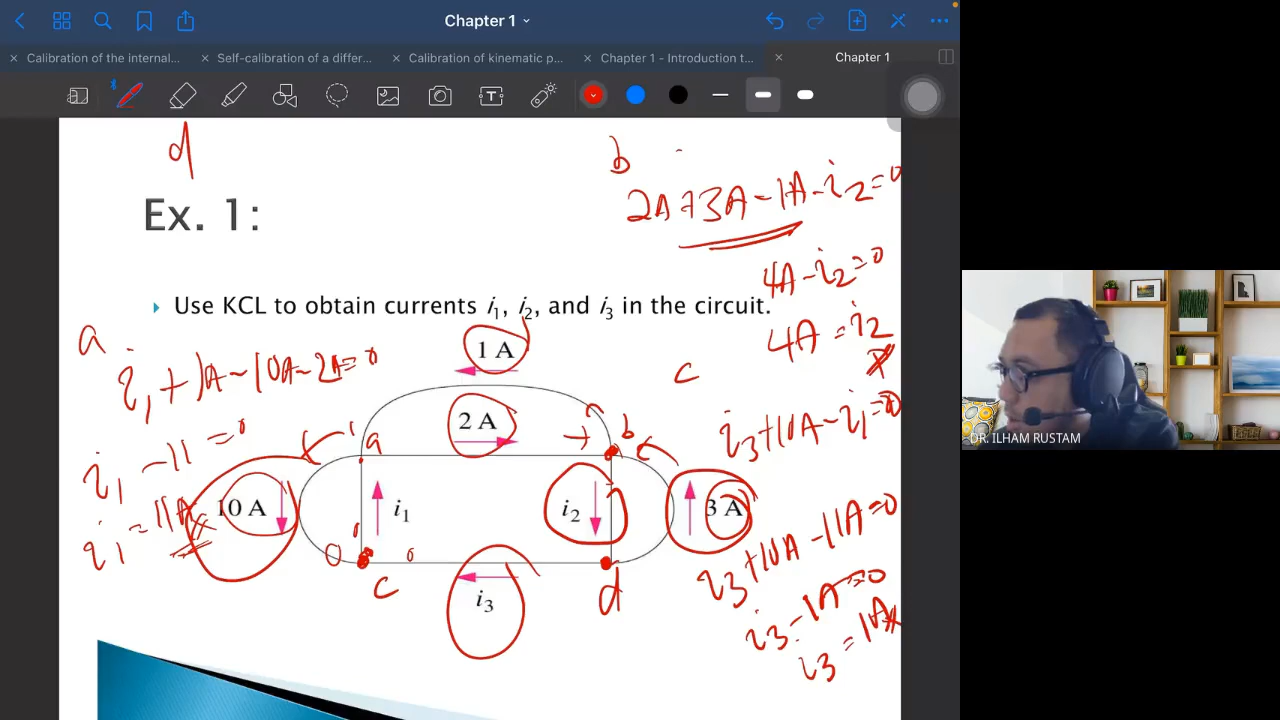 Chapter 1
Calibration of the internal...
Self-calibration of a differ...
Calibration of kinematic p...
Chapter 1 - Introduction t...
Chapter 1
d
b
2A+3A-1A-i2=0
Ex. 1:
4A-i2=0
Use KCL to obtain currents i1, i2, and i3 in the circuit.
4A=i2
a
i1+1A-10A-2A=0
1 A
c
2 A
i3+10A-i1=0
i1-11=0
a
b
10 A
i1
i2
3 A
i1=11A
i3+10A-11A=0
c
i3
d
i3-1A=0
i3=1A
DR. ILHAM RUSTAM